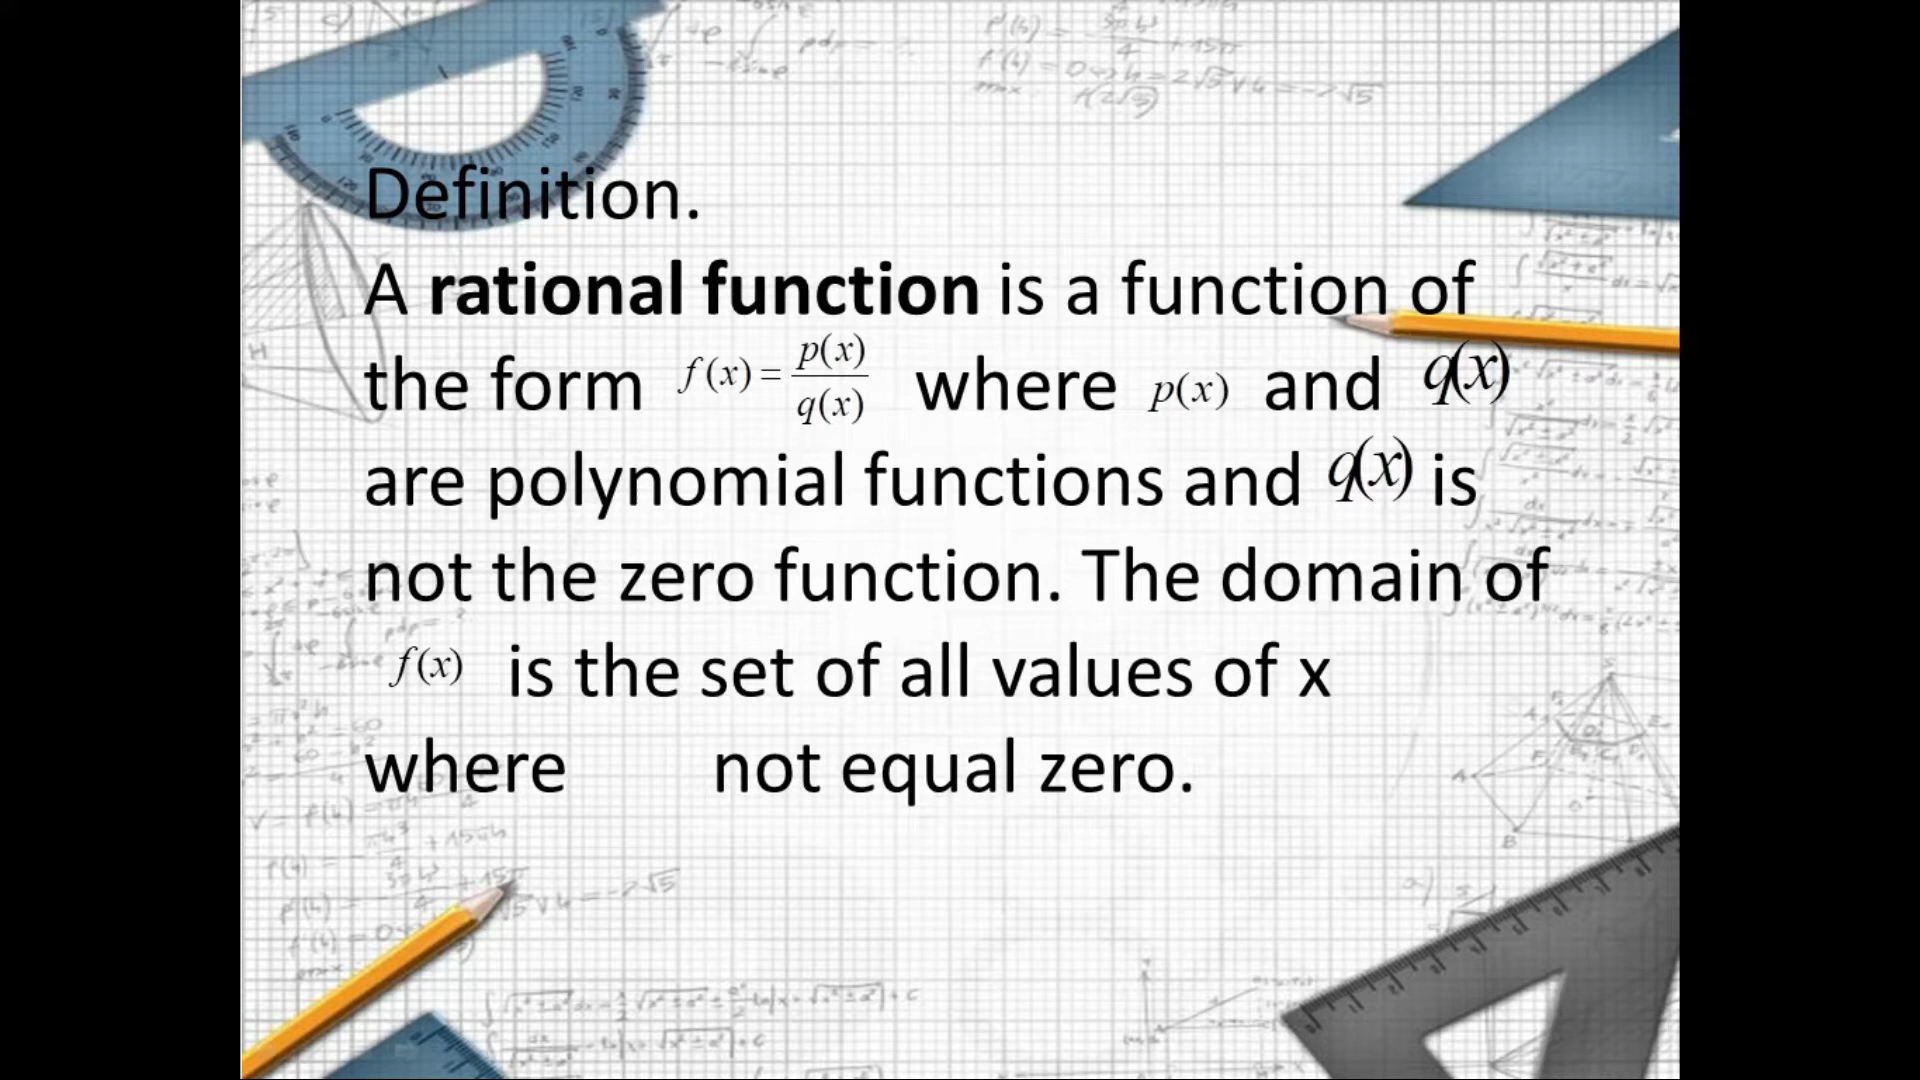 Definition.
A rational function is a function of
the form f(x) = p(x)/q(x) where p(x) and q(x)
are polynomial functions and q(x) is
not the zero function. The domain of
f(x) is the set of all values of x
where not equal zero.